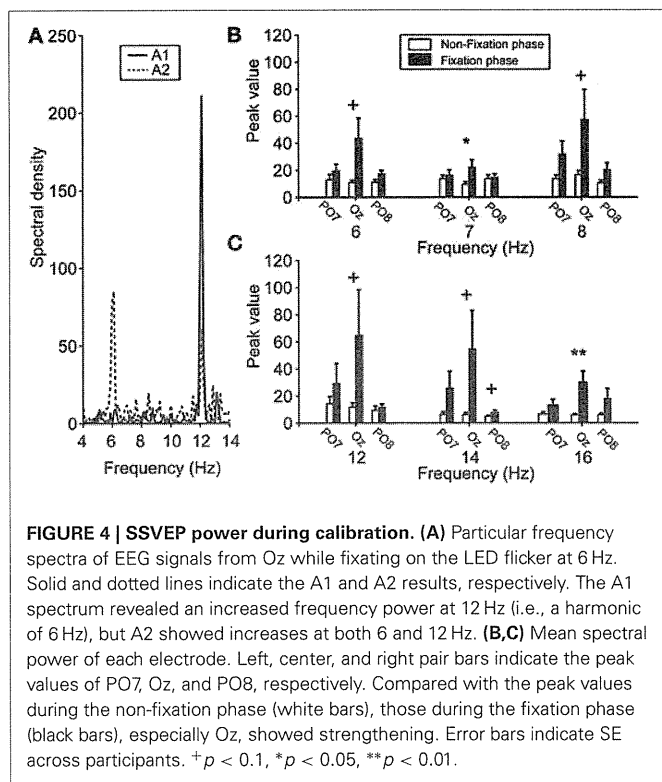 A
250
200
150
100
50
0
Spectral density
A1
A2
4 6 8 10 12 14
Frequency (Hz)
B
Non-Fixation phase
Fixation phase
120
100
80
60
40
20
0
Peak value
+ * +
PO7 Oz PO8 PO7 Oz PO8 PO7 Oz PO8
6 7 8
Frequency (Hz)
C
120
100
80
60
40
20
0
Peak value
+ + + **
PO7 Oz PO8 PO7 Oz PO8 PO7 Oz PO8
12 14 16
Frequency (Hz)
FIGURE 4 | SSVEP power during calibration. (A) Particular frequency
spectra of EEG signals from Oz while fixating on the LED flicker at 6 Hz.
Solid and dotted lines indicate the A1 and A2 results, respectively. The A1
spectrum revealed an increased frequency power at 12 Hz (i.e., a harmonic
of 6 Hz), but A2 showed increases at both 6 and 12 Hz. (B,C) Mean spectral
power of each electrode. Left, center, and right pair bars indicate the peak
values of PO7, Oz, and PO8, respectively. Compared with the peak values
during the non-fixation phase (white bars), those during the fixation phase
(black bars), especially Oz, showed strengthening. Error bars indicate SE
across participants. +p < 0.1, *p < 0.05, **p < 0.01.